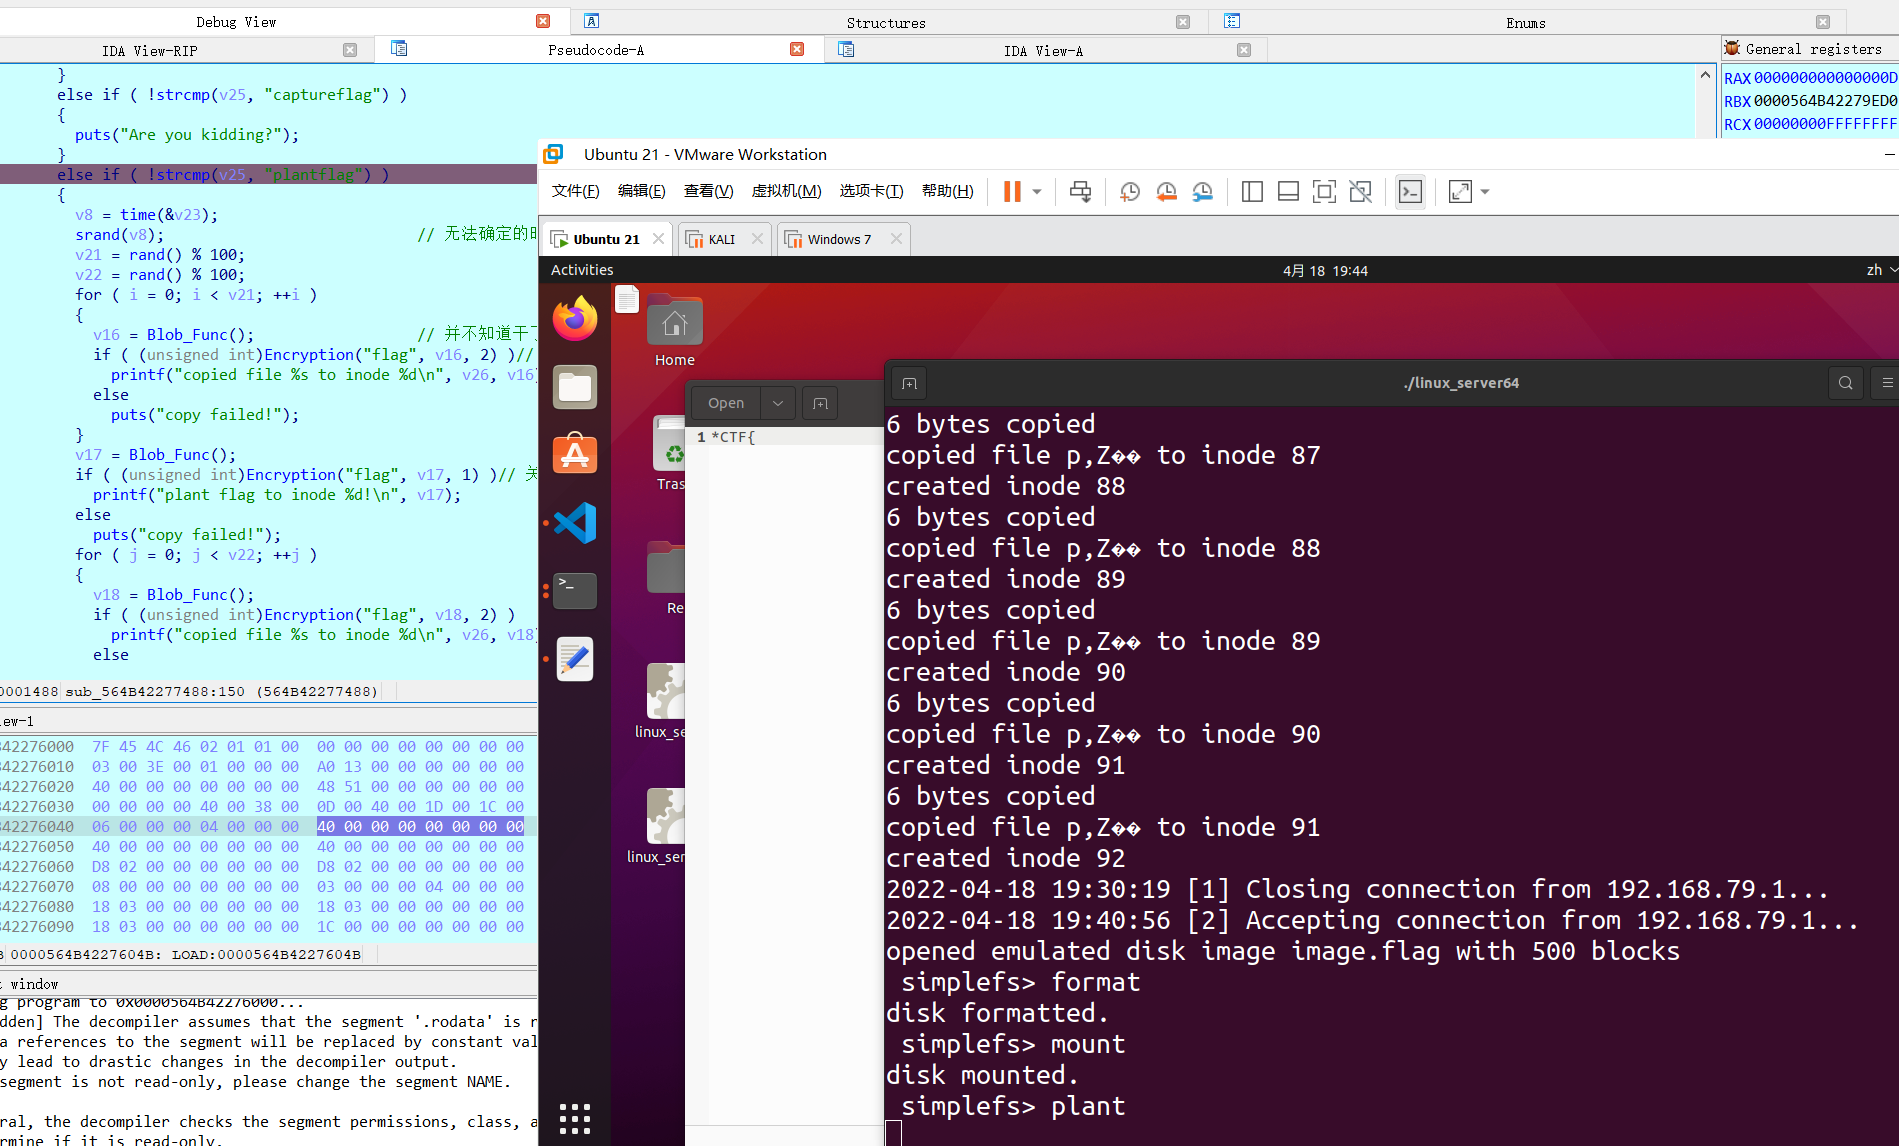 Debug View
Structures
Enums
IDA View-RIP
Pseudocode-A
IDA View-A
General registers
RAX 000000000000000D
RBX 0000564B42279ED0
RCX 00000000FFFFFFFF
}
else if ( !strcmp(v25, "captureflag") )
{
puts("Are you kidding?");
}
else if ( !strcmp(v25, "plantflag") )
{
v8 = time(&v23);
srand(v8); // 无法确定的
v21 = rand() % 100;
v22 = rand() % 100;
for ( i = 0; i < v21; ++i )
{
v16 = Blob_Func(); // 并不知道干
if ( (unsigned int)Encryption("flag", v16, 2) )//
printf("copied file %s to inode %d\n", v26, v16
else
puts("copy failed!");
}
v17 = Blob_Func();
if ( (unsigned int)Encryption("flag", v17, 1) )// 关
printf("plant flag to inode %d!\n", v17);
else
puts("copy failed!");
for ( j = 0; j < v22; ++j )
{
v18 = Blob_Func();
if ( (unsigned int)Encryption("flag", v18, 2) )
printf("copied file %s to inode %d\n", v26, v18
else
0001488 sub_564B42277488:150 (564B42277488)
ew-1
42276000 7F 45 4C 46 02 01 01 00 00 00 00 00 00 00 00 00
42276010 03 00 3E 00 01 00 00 00 A0 13 00 00 00 00 00 00
42276020 40 00 00 00 00 00 00 00 48 51 00 00 00 00 00 00
42276030 00 00 00 00 40 00 38 00 0D 00 40 00 1D 00 1C 00
42276040 06 00 00 00 04 00 00 00 40 00 00 00 00 00 00 00
42276050 40 00 00 00 00 00 00 00 40 00 00 00 00 00 00 00
42276060 D8 02 00 00 00 00 00 00 D8 02 00 00 00 00 00 00
42276070 08 00 00 00 00 00 00 00 03 00 00 00 04 00 00 00
42276080 18 03 00 00 00 00 00 00 18 03 00 00 00 00 00 00
42276090 18 03 00 00 00 00 00 00 1C 00 00 00 00 00 00 00
0000564B4227604B: LOAD:0000564B4227604B
window
g program to 0x0000564B42276000...
dden] The decompiler assumes that the segment '.rodata' is r
a references to the segment will be replaced by constant val
y lead to drastic changes in the decompiler output.
segment is not read-only, please change the segment NAME.
ral, the decompiler checks the segment permissions, class, a
rmine if it is read-only.
Ubuntu 21 - VMware Workstation
文件(F) 编辑(E) 查看(V) 虚拟机(M) 选项卡(T) 帮助(H)
Ubuntu 21
KALI
Windows 7
Activities
4月 18 19:44
zh
Home
Tras
Re
linux_se
linux_ser
Open
1 *CTF{
./linux_server64
6 bytes copied
copied file p,Z�� to inode 87
created inode 88
6 bytes copied
copied file p,Z�� to inode 88
created inode 89
6 bytes copied
copied file p,Z�� to inode 89
created inode 90
6 bytes copied
copied file p,Z�� to inode 90
created inode 91
6 bytes copied
copied file p,Z�� to inode 91
created inode 92
2022-04-18 19:30:19 [1] Closing connection from 192.168.79.1...
2022-04-18 19:40:56 [2] Accepting connection from 192.168.79.1...
opened emulated disk image image.flag with 500 blocks
simplefs> format
disk formatted.
simplefs> mount
disk mounted.
simplefs> plant